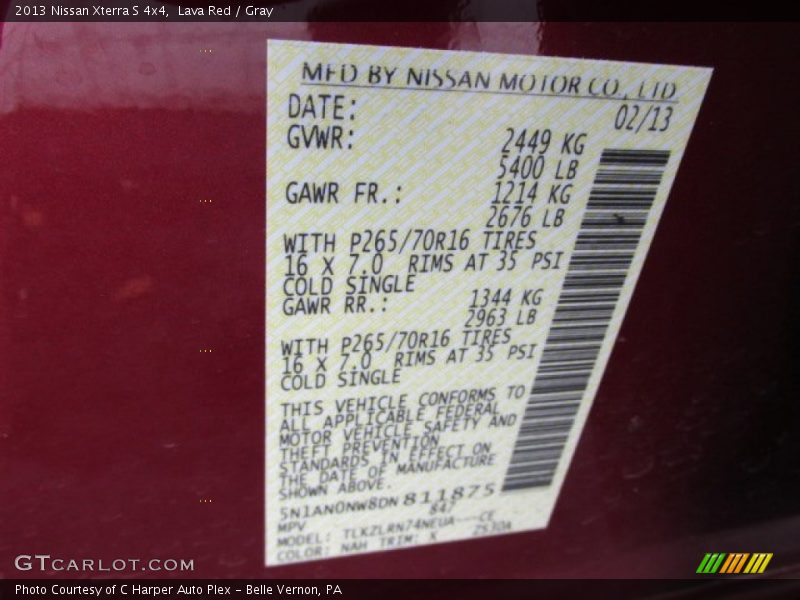 2013 Nissan Xterra S 4x4, Lava Red / Gray
MFD BY NISSAN MOTOR CO., LTD
DATE: 02/13
GVWR: 2449 KG
5400 LB
GAWR FR.: 1214 KG
2676 LB
WITH P265/70R16 TIRES
16 X 7.0 RIMS AT 35 PSI
COLD SINGLE
GAWR RR.: 1344 KG
2963 LB
WITH P265/70R16 TIRES
16 X 7.0 RIMS AT 35 PSI
COLD SINGLE
THIS VEHICLE CONFORMS TO
ALL APPLICABLE FEDERAL
MOTOR VEHICLE SAFETY AND
THEFT PREVENTION
STANDARDS IN EFFECT ON
THE DATE OF MANUFACTURE
SHOWN ABOVE.
5N1AN0NW8DN811875
MPV 847
MODEL: TLKZLRN74NEUA---CE
COLOR: NAH TRIM: X
GTCARLOT.COM
Photo Courtesy of C Harper Auto Plex - Belle Vernon, PA